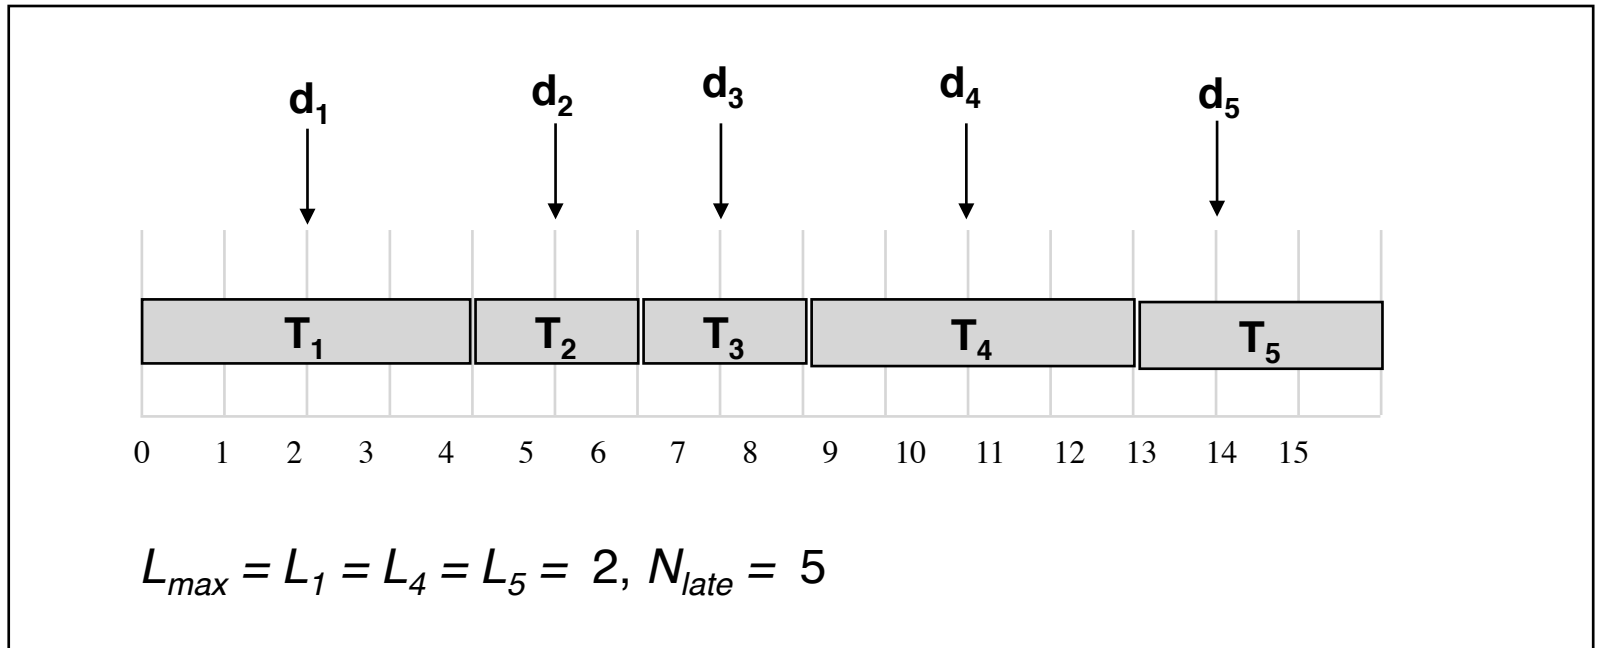 d₁ d₂ d₃ d₄ d₅
T₁ T₂ T₃ T₄ T₅
0 1 2 3 4 5 6 7 8 9 10 11 12 13 14 15
Lₘₐₓ = L₁ = L₄ = L₅ = 2, Nₗₐₜₑ = 5